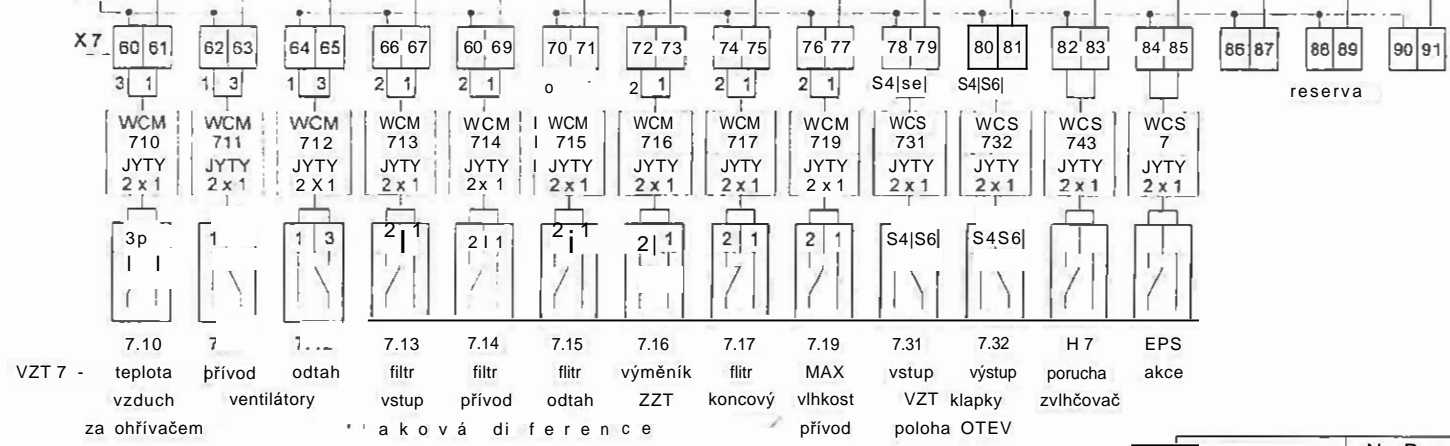 X 7 60 61 62 63 64 65 66 67 60 69 70 71 72 73 74 75 76 77 78 79 80 81 82 83 84 85 86 87 88 89 90 91
3 1 1 3 1 3 2 1 2 1 o 2 1 2 1 2 1 S4|se| S4|S6| reserva
WCM WCM WCM WCM WCM WCM WCM WCM WCM WCS WCS WCS WCS
710 711 712 713 714 715 716 717 719 731 732 743 7
JYTY JYTY JYTY JYTY JYTY JYTY JYTY JYTY JYTY JYTY JYTY JYTY JYTY
2 x 1 2 x 1 2 X 1 2 x 1 2x 1 2 x 1 2 x 1 2 x 1 2 x 1 2 x 1 2 x 1 2 x 1 2 x 1
3p 1 1 3 2 | 1 2 I 1 2 i 1 2| 1 2 1 2 1 S4|S6| S4S6|
7.10 7 7.13 7.14 7.15 7.16 7.17 7.19 7.31 7.32 H 7 EPS
VZT 7 - teplota přívod odtah filtr filtr flitr výměník flitr MAX vstup výstup porucha akce
vzduch ventilátory vstup přívod odtah ZZT koncový vlhkost VZT klapky zvlhčovač
za ohřívačem aková di ference přívod poloha OTEV